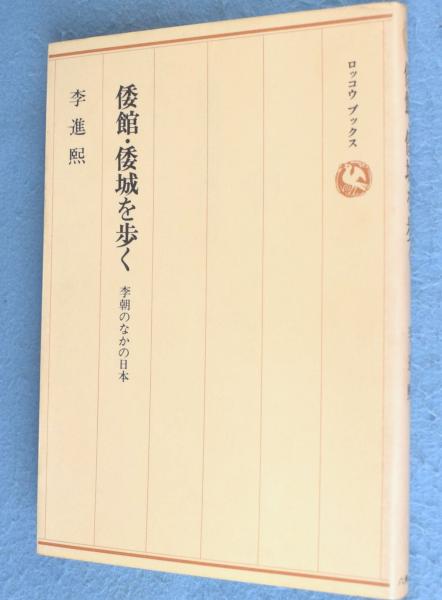 ロッコウ ブックス
倭館・倭城を歩く
李朝のなかの日本
李進熙